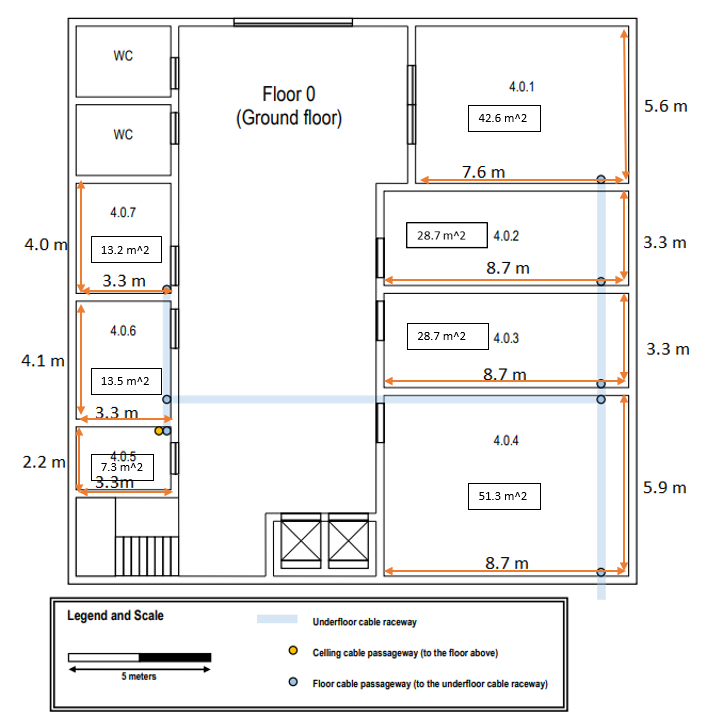 WC
Floor 0
(Ground floor)
4.0.1
42.6 m^2
5.6 m
7.6 m
WC
4.0.7
13.2 m^2
4.0 m
3.3 m
28.7 m^2
4.0.2
8.7 m
3.3 m
4.0.6
13.5 m^2
4.1 m
3.3 m
28.7 m^2
4.0.3
8.7 m
3.3 m
4.0.5
7.3 m^2
2.2 m
3.3m
4.0.4
51.3 m^2
5.9 m
8.7 m
Legend and Scale
5 meters
Underfloor cable raceway
Celling cable passageway (to the floor above)
Floor cable passageway (to the underfloor cable raceway)